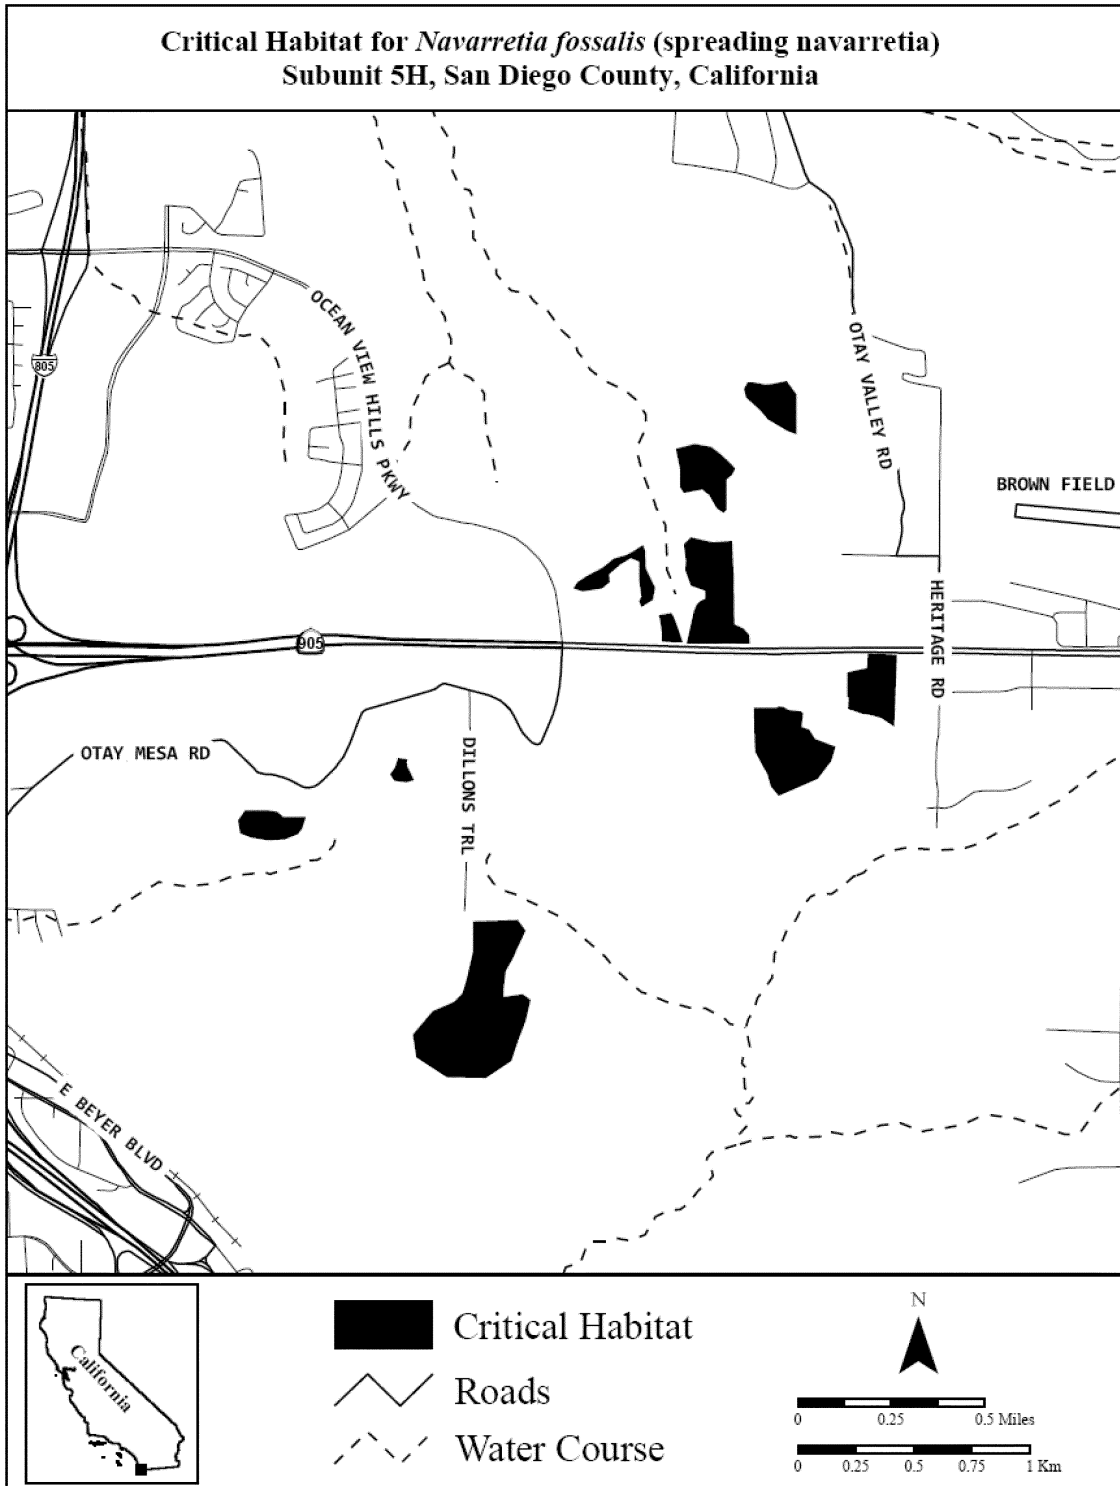 Critical Habitat for Navarretia fossalis (spreading navarretia)
Subunit 5H, San Diego County, California
OCEAN VIEW HILLS PKWY
805
OTAY VALLEY RD
BROWN FIELD
HERITAGE RD
905
OTAY MESA RD
DILLONS TRL
E BEYER BLVD
California
Critical Habitat
Roads
Water Course
N
0 0.25 0.5 Miles
0 0.25 0.5 0.75 1 Km